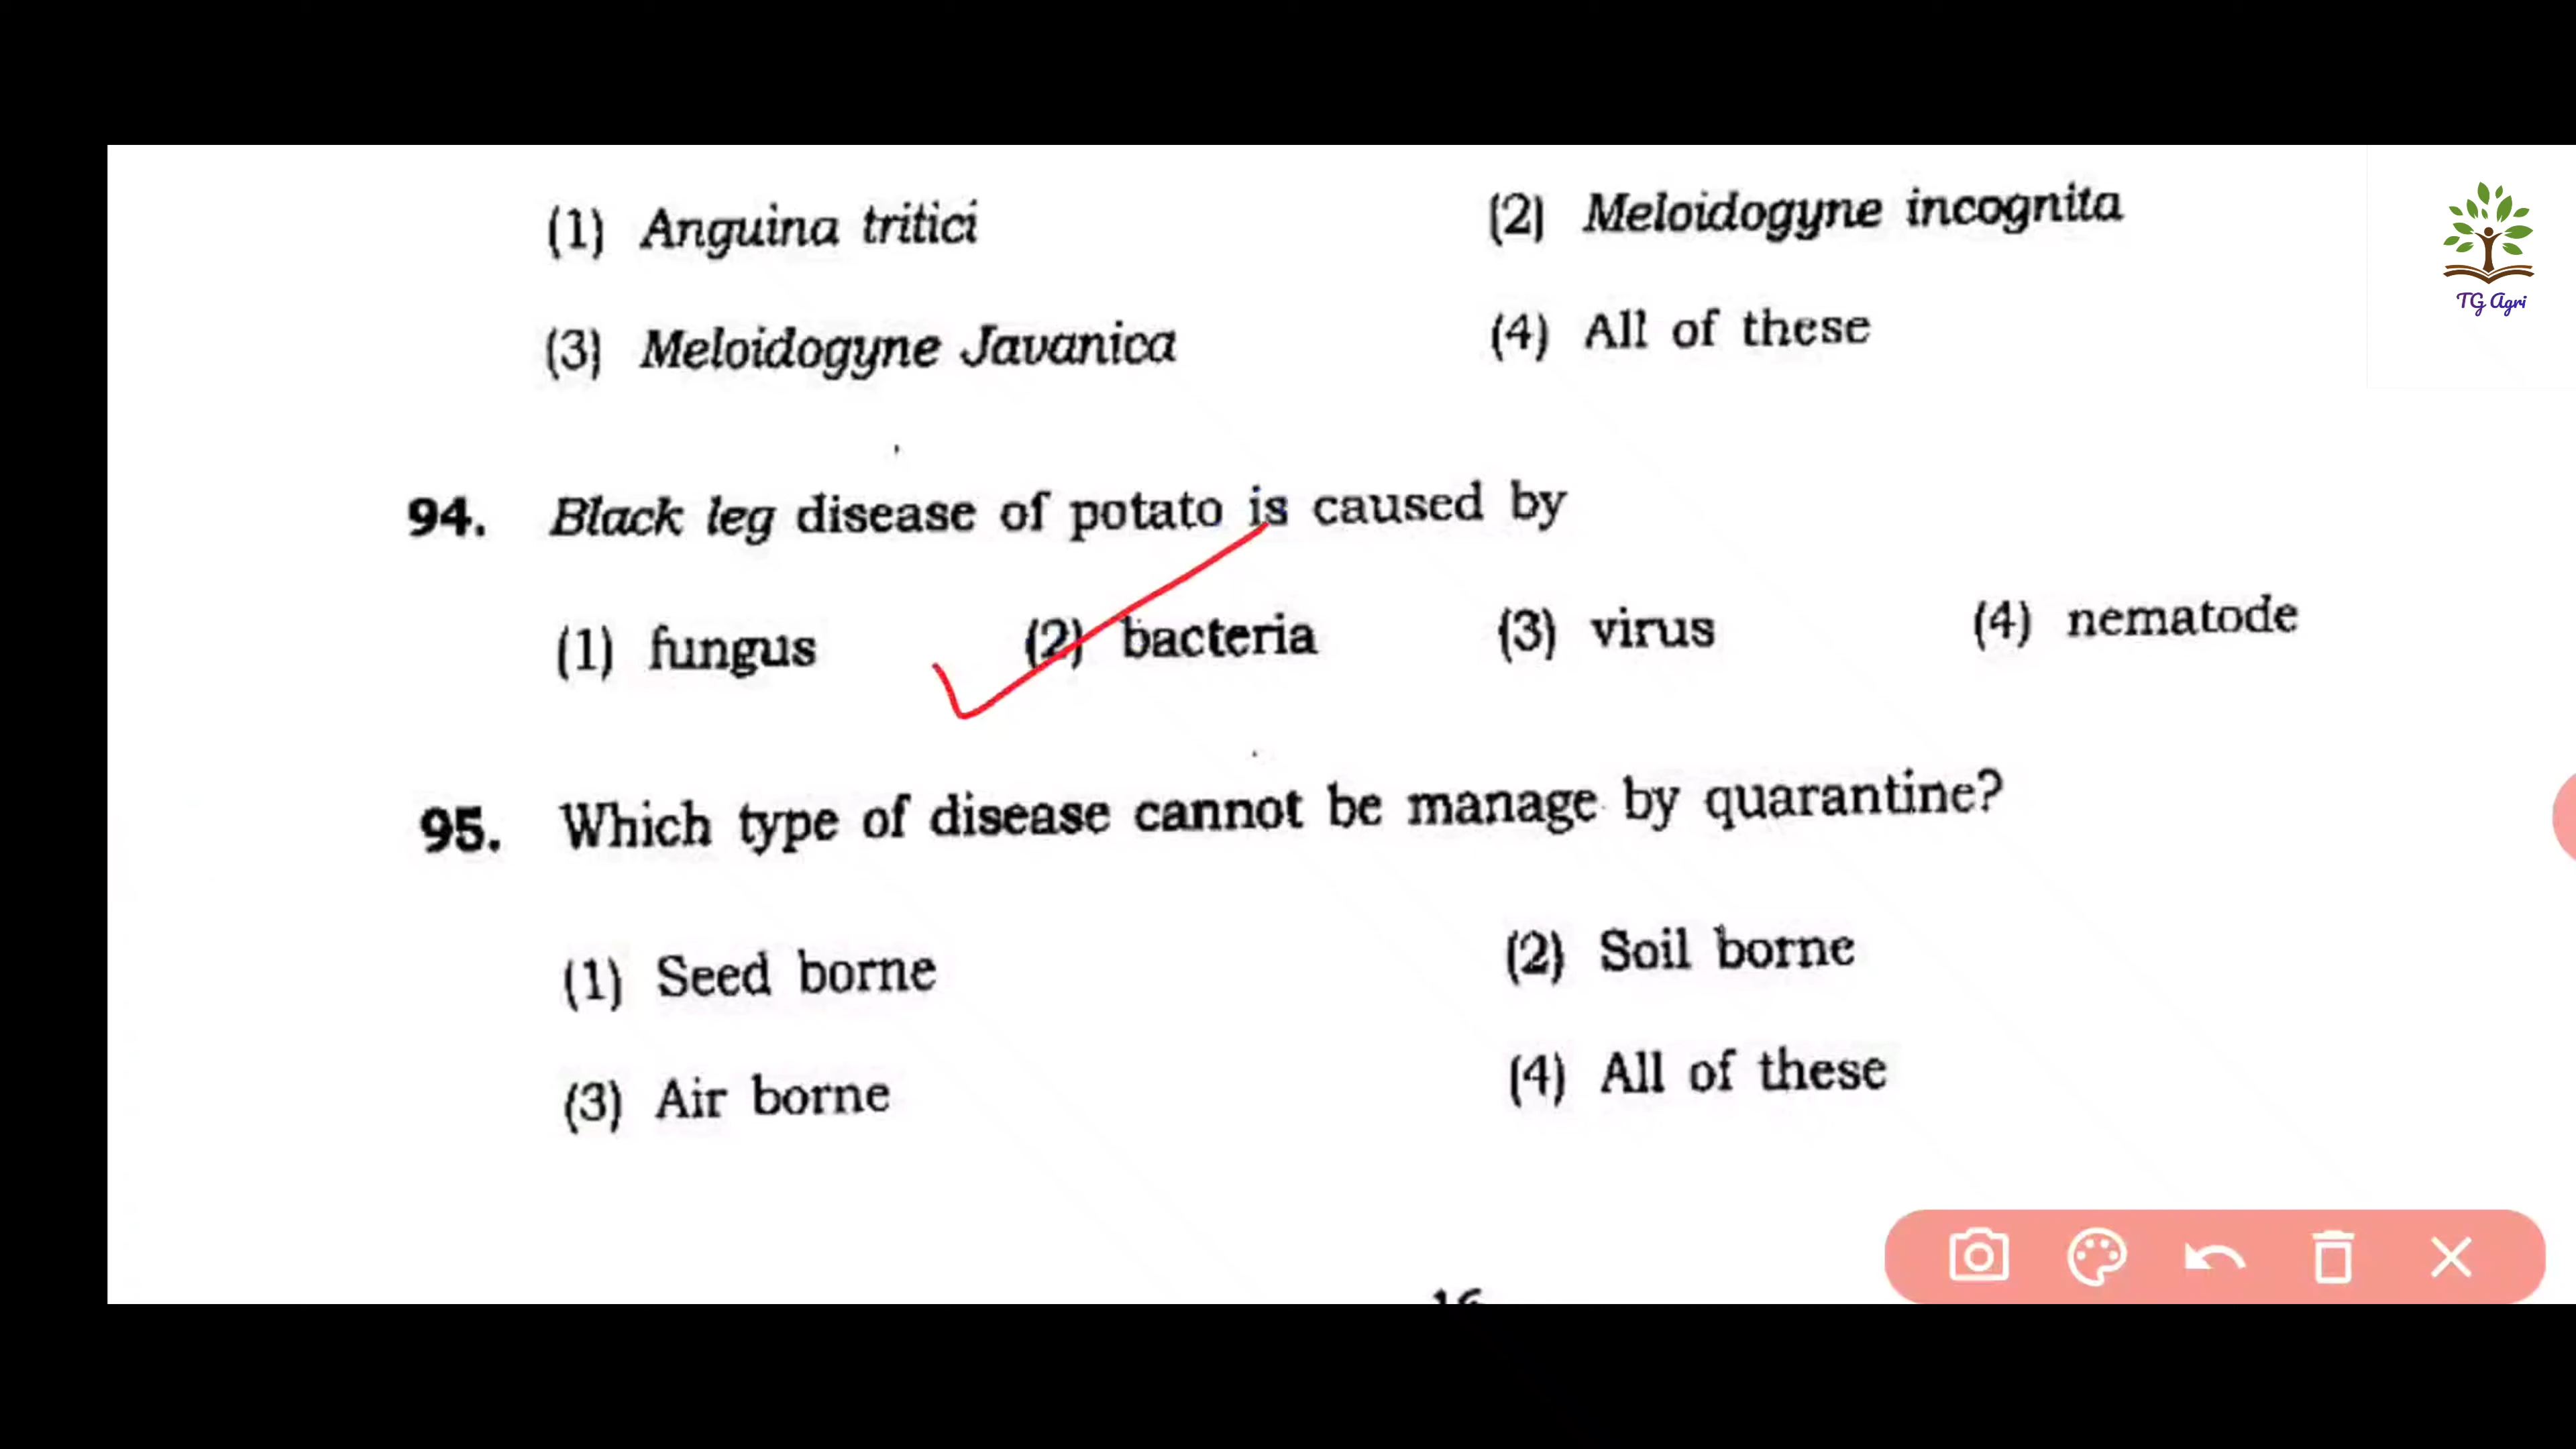 (1) Anguina tritici (2) Meloidogyne incognita
TG Agri
(3) Meloidogyne Javanica (4) All of these
94. Black leg disease of potato is caused by
(1) fungus (2) bacteria (3) virus (4) nematode
95. Which type of disease cannot be manage by quarantine?
(1) Seed borne (2) Soil borne
(3) Air borne (4) All of these